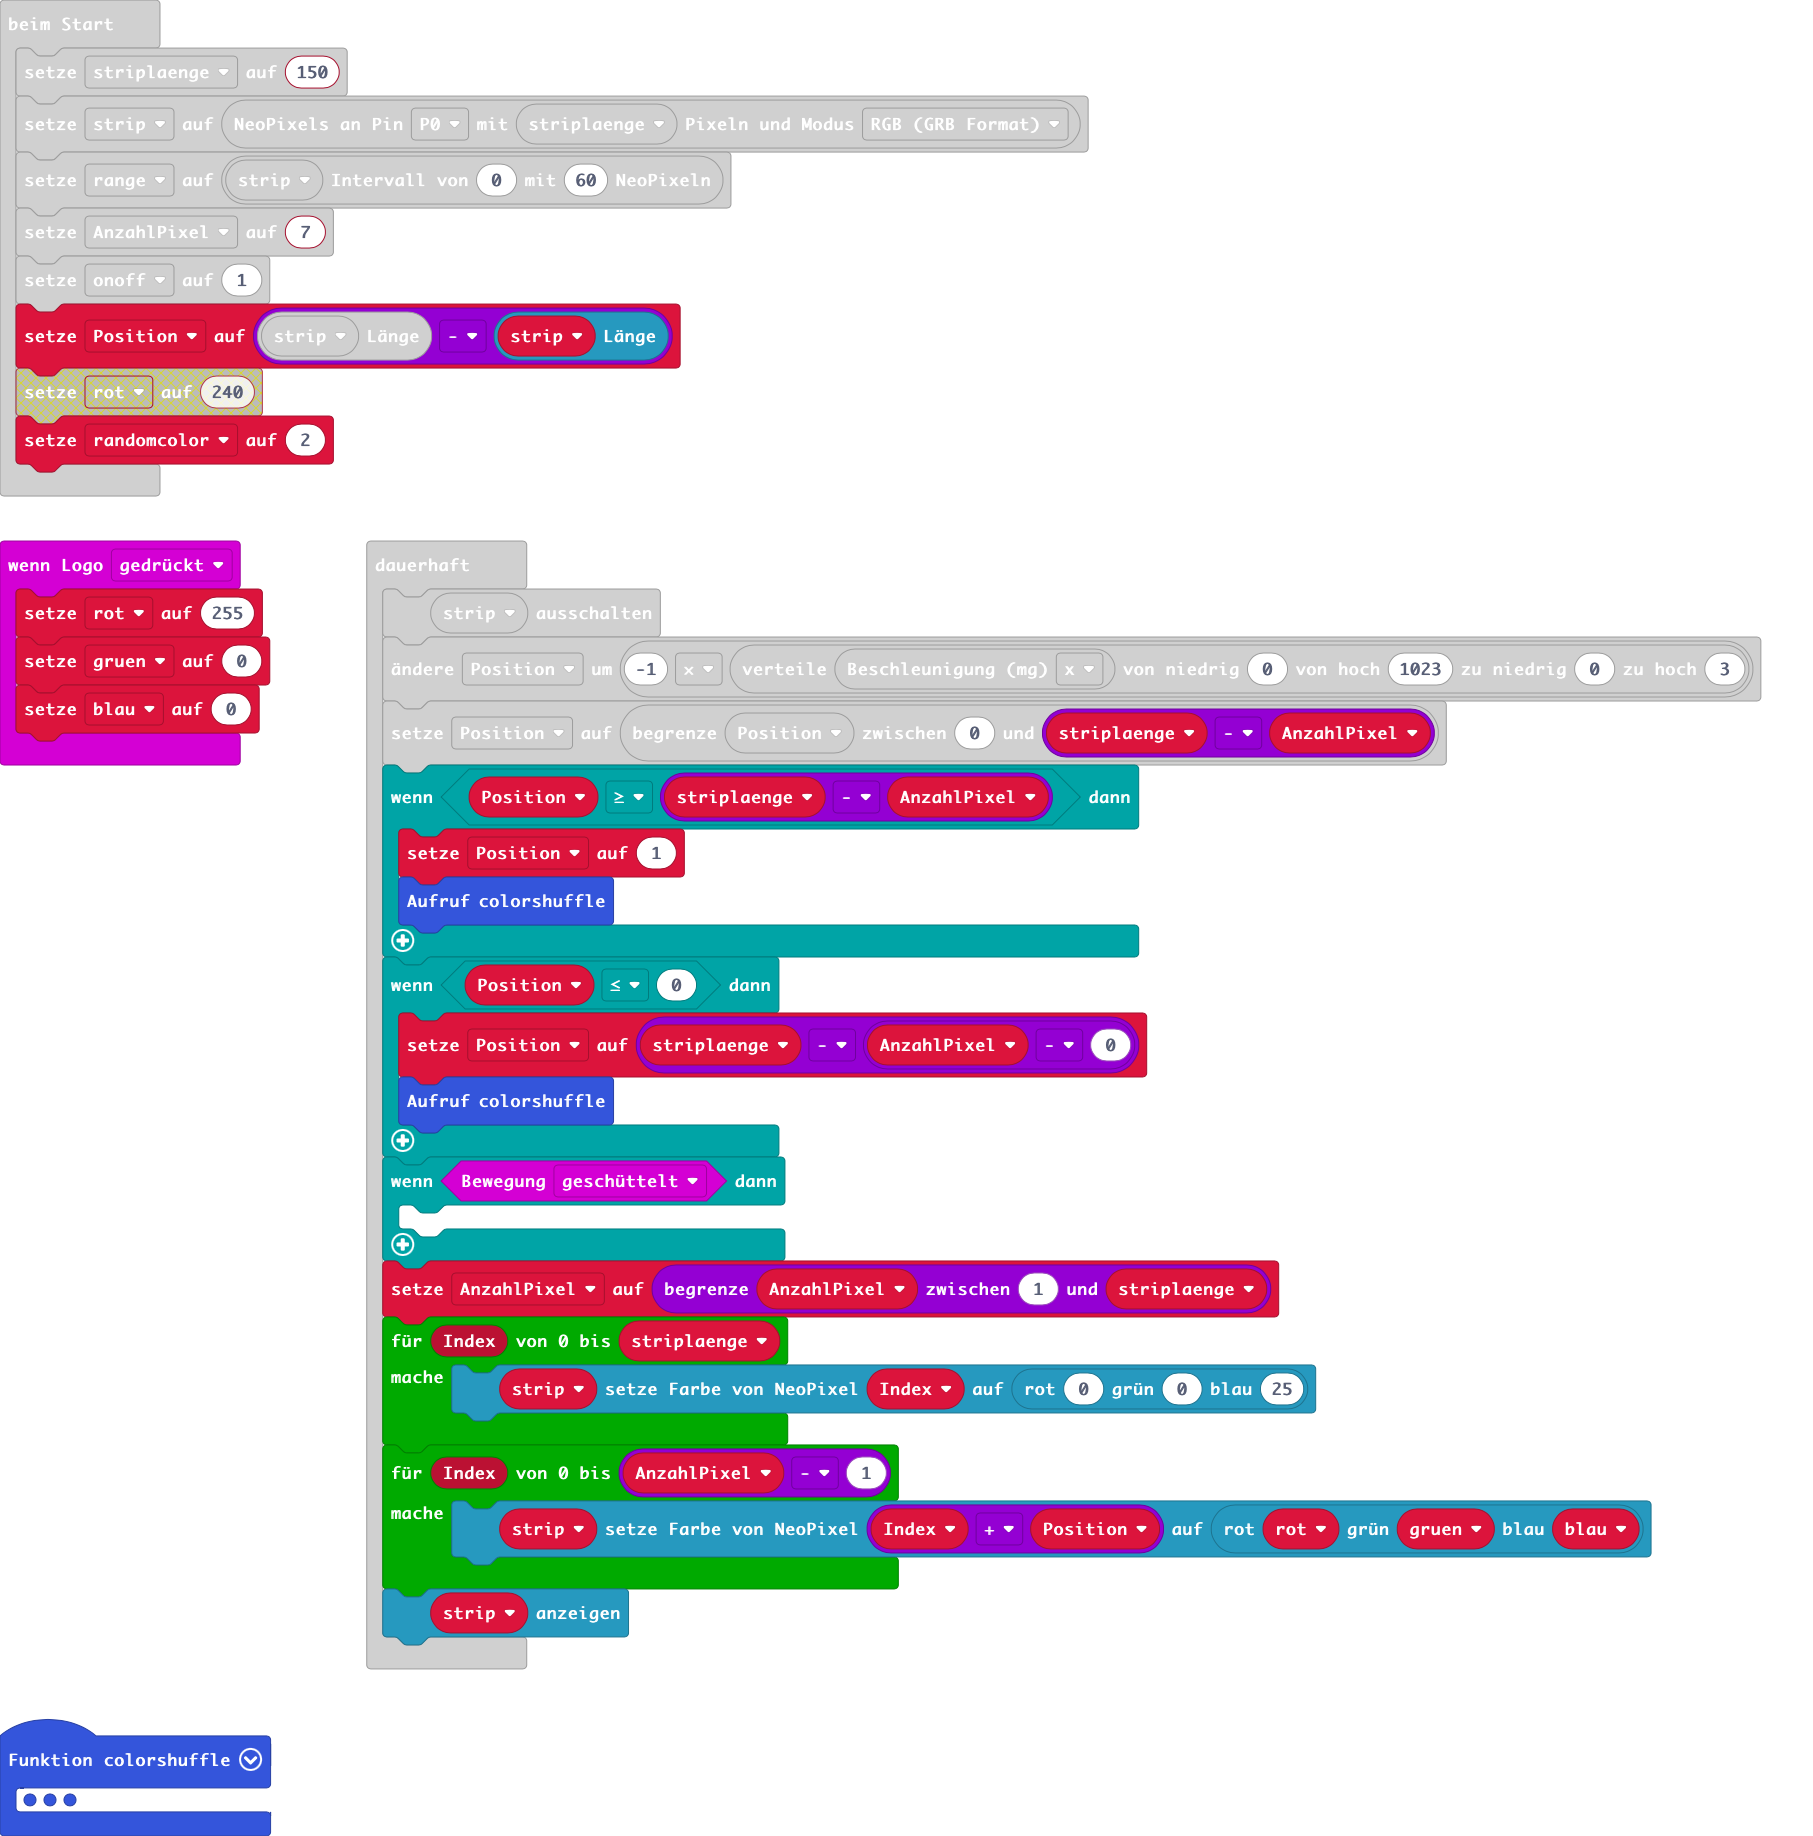 beim Start
setze striplaenge auf 150
setze strip auf NeoPixels an Pin P0 mit striplaenge Pixeln und Modus RGB (GRB Format)
setze range auf strip Intervall von 0 mit 60 NeoPixeln
setze AnzahlPixel auf 7
setze onoff auf 1
setze Position auf strip Länge - strip Länge
setze rot auf 240
setze randomcolor auf 2
wenn Logo gedrückt
setze rot auf 255
setze gruen auf 0
setze blau auf 0
dauerhaft
strip ausschalten
ändere Position um -1 × verteile Beschleunigung (mg) x von niedrig 0 von hoch 1023 zu niedrig 0 zu hoch 3
setze Position auf begrenze Position zwischen 0 und striplaenge - AnzahlPixel
wenn Position ≥ striplaenge - AnzahlPixel dann
setze Position auf 1
Aufruf colorshuffle
wenn Position ≤ 0 dann
setze Position auf striplaenge - AnzahlPixel - 0
Aufruf colorshuffle
wenn Bewegung geschüttelt dann
setze AnzahlPixel auf begrenze AnzahlPixel zwischen 1 und striplaenge
für Index von 0 bis striplaenge
mache strip setze Farbe von NeoPixel Index auf rot 0 grün 0 blau 25
für Index von 0 bis AnzahlPixel - 1
mache strip setze Farbe von NeoPixel Index + Position auf rot rot grün gruen blau blau
strip anzeigen
Funktion colorshuffle